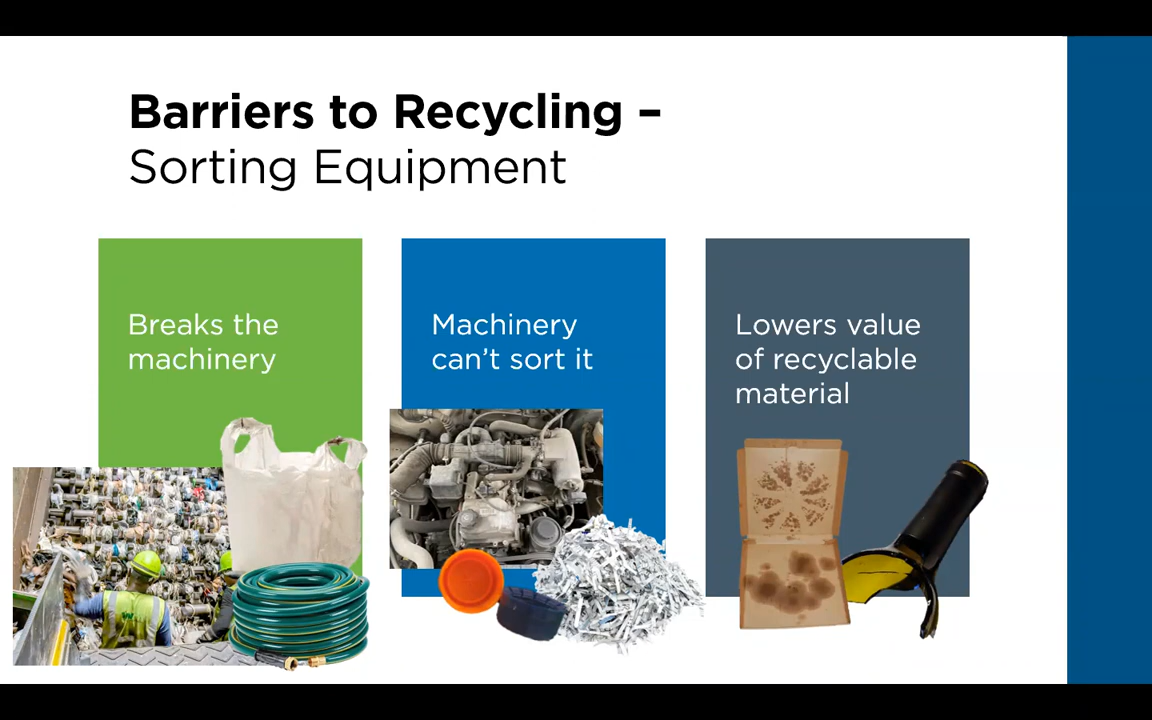 Barriers to Recycling –
Sorting Equipment
Breaks the
machinery
Machinery
can't sort it
Lowers value
of recyclable
material